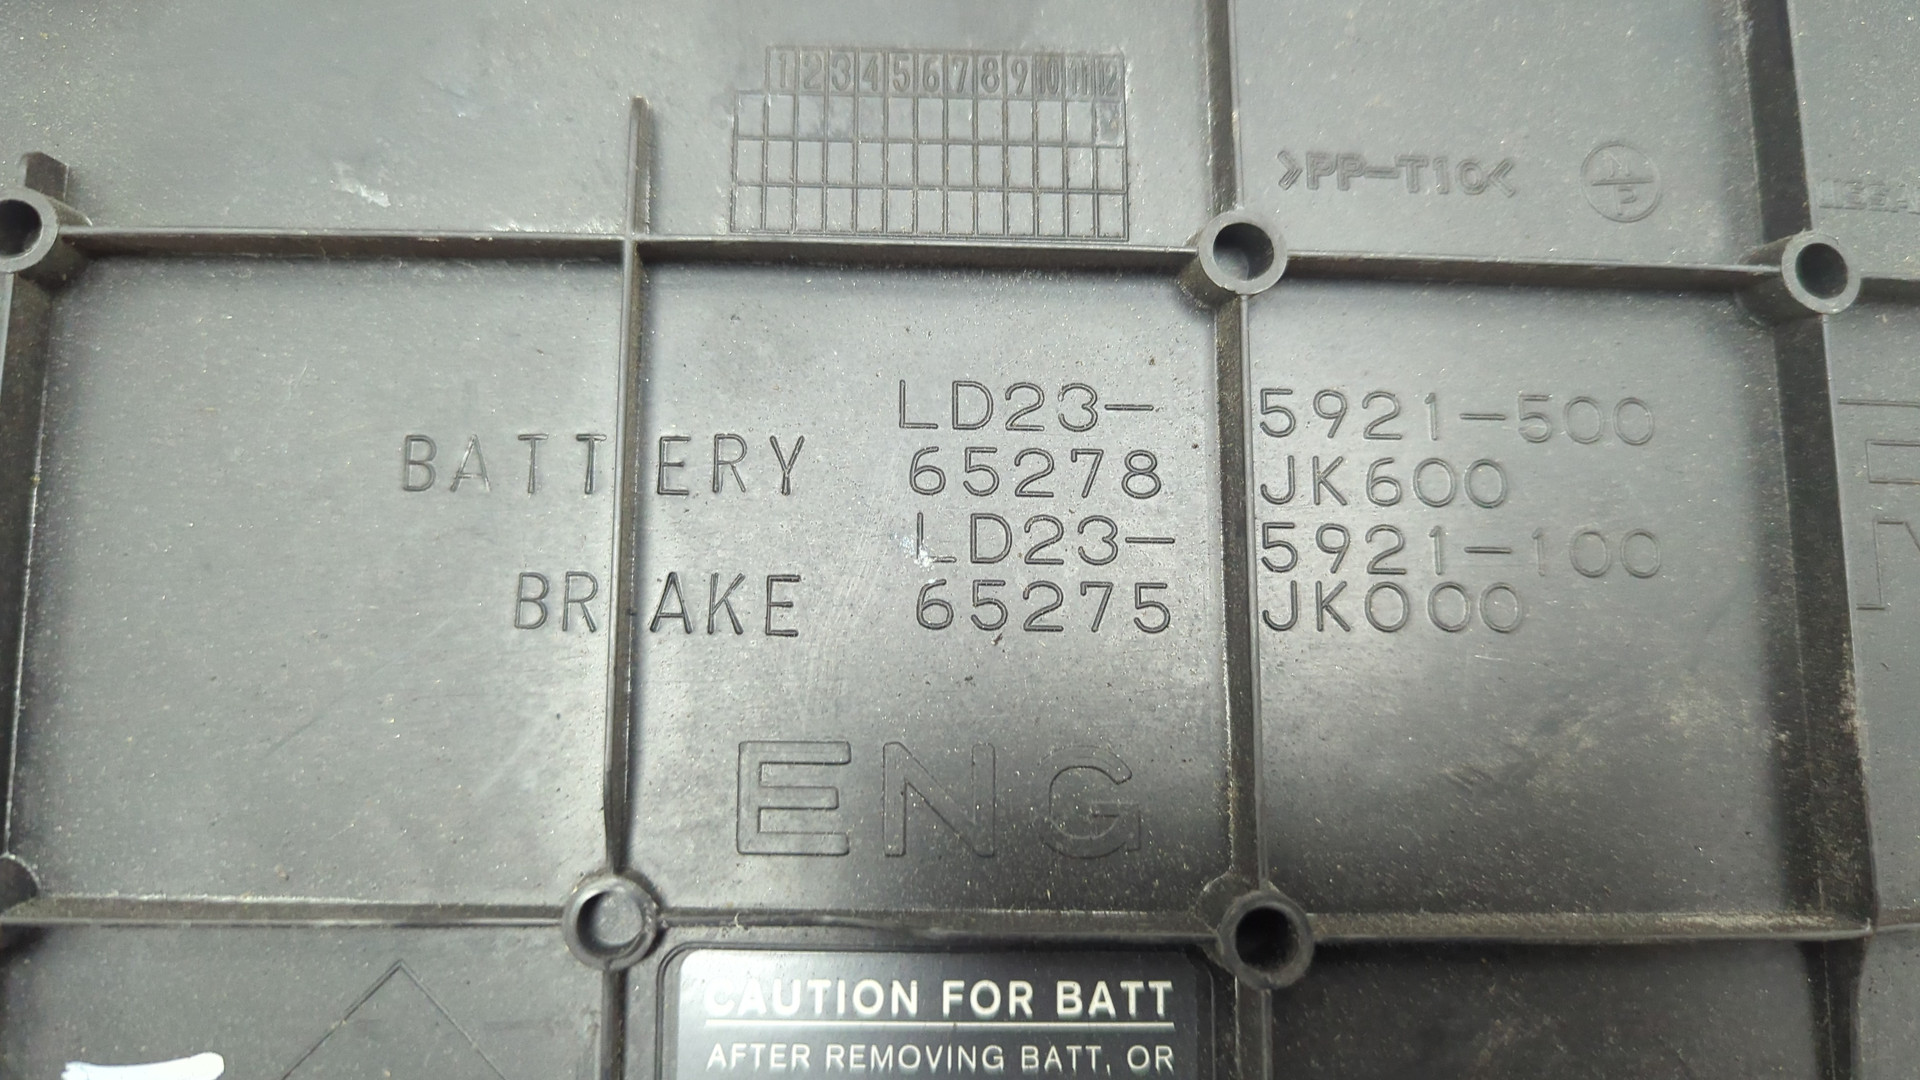 1 2 3 4 5 6 7 8 9 10 11 12
>PP-T10<
LD23- 5921-500
BATTERY 65278 JK600
LD23- 5921-100
BRAKE 65275 JK000
ENG
CAUTION FOR BATT
AFTER REMOVING BATT, OR